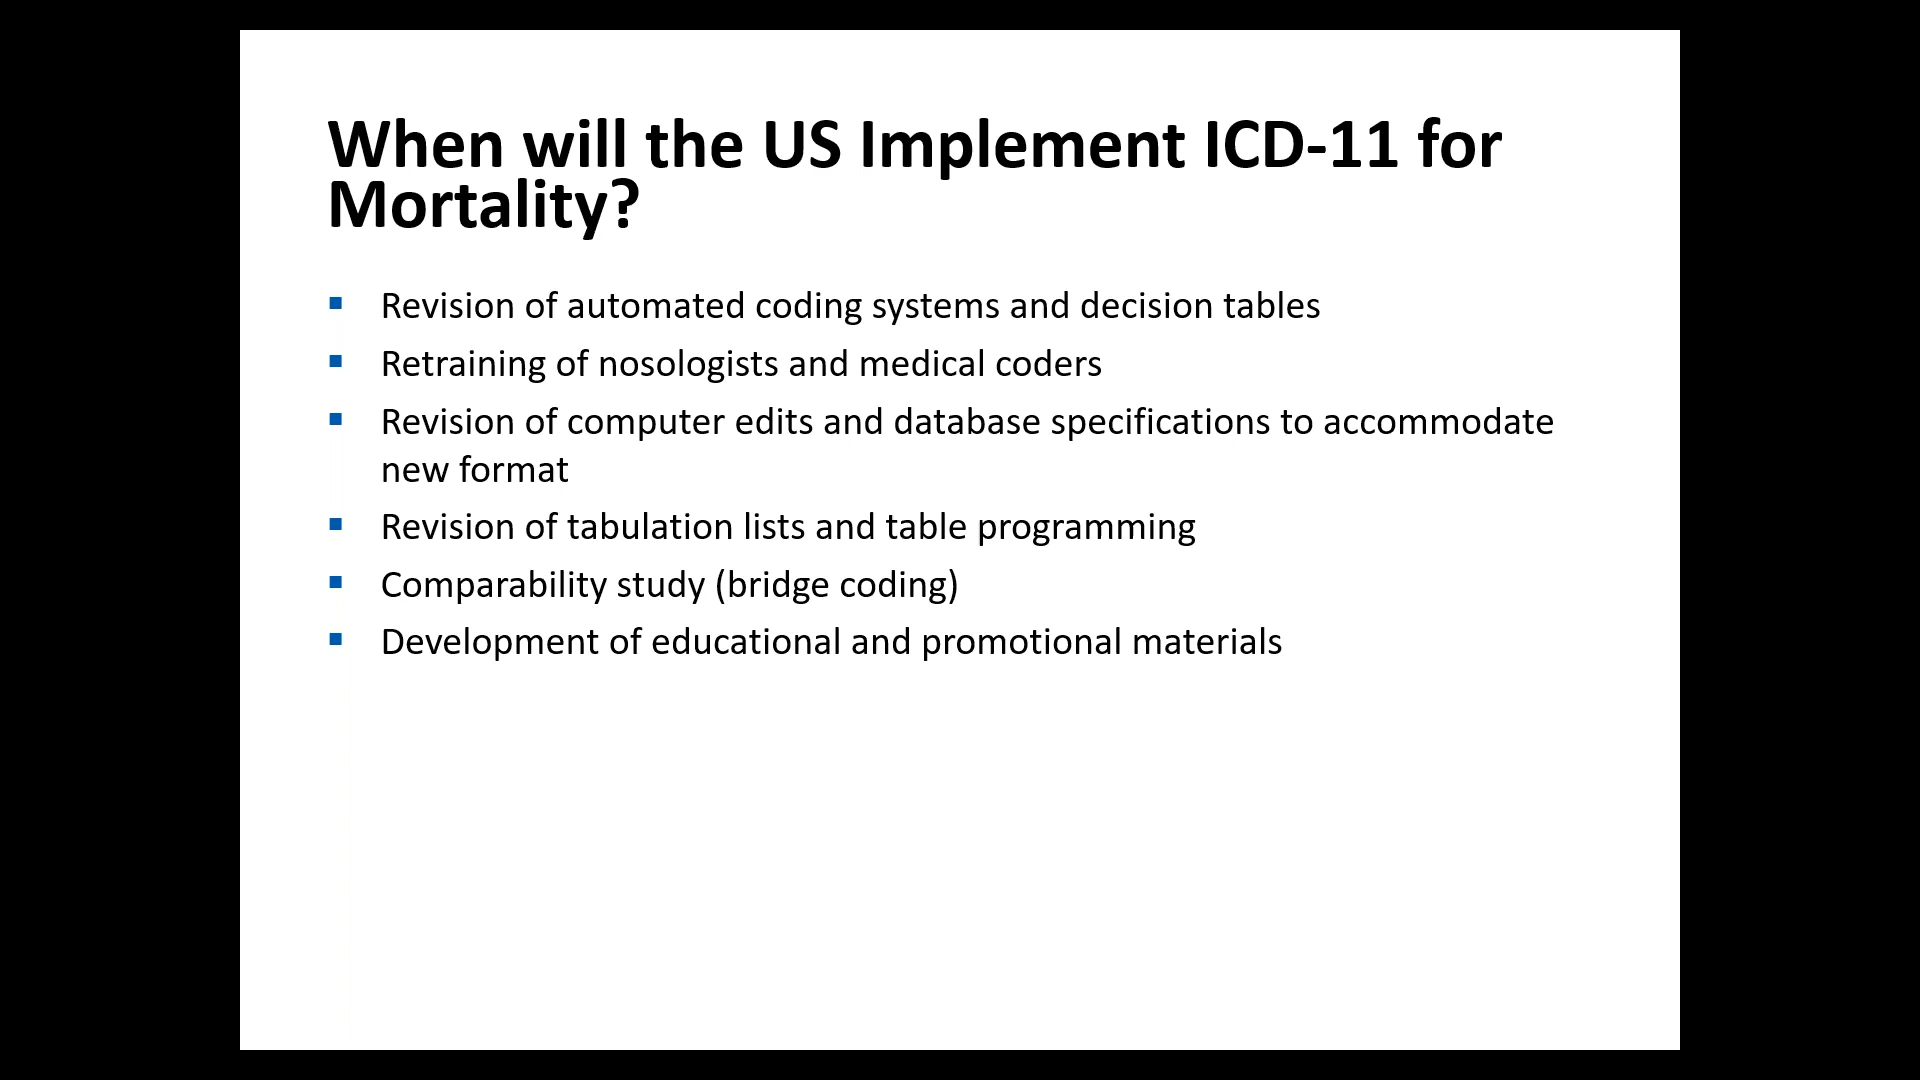 When will the US Implement ICD-11 for
Mortality?
▪ Revision of automated coding systems and decision tables
▪ Retraining of nosologists and medical coders
▪ Revision of computer edits and database specifications to accommodate
new format
▪ Revision of tabulation lists and table programming
▪ Comparability study (bridge coding)
▪ Development of educational and promotional materials